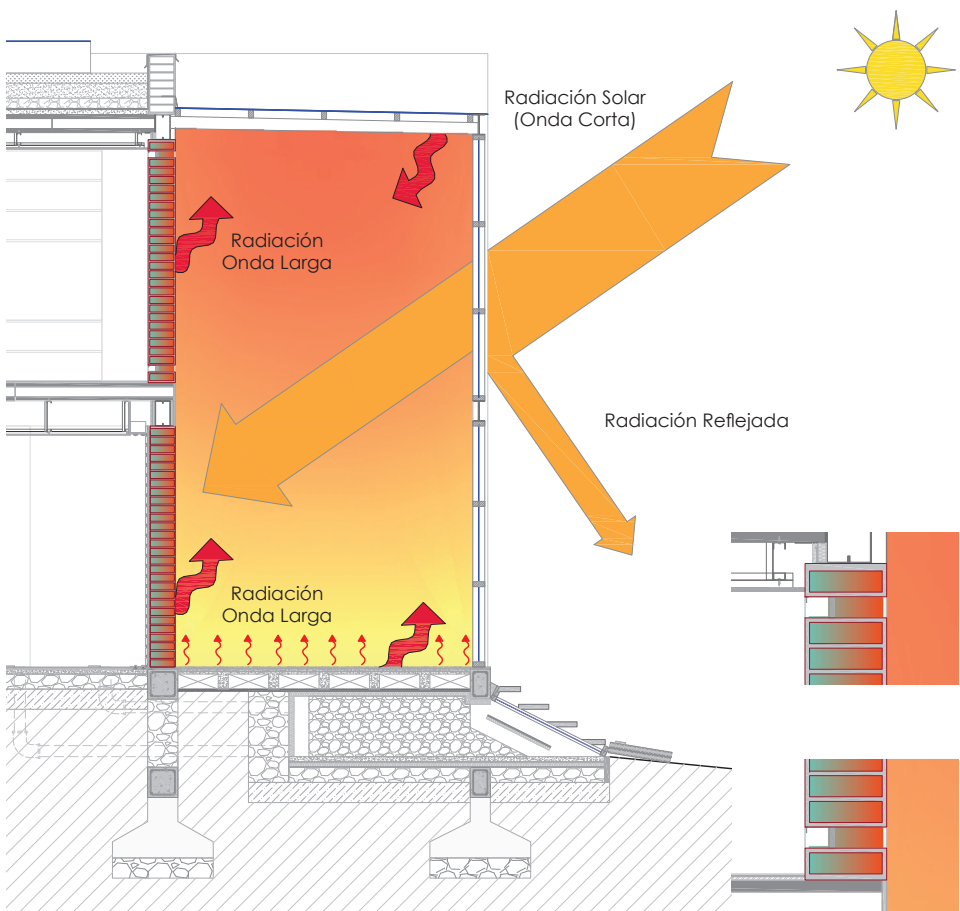 Radiación Solar
(Onda Corta)
Radiación
Onda Larga
Radiación Reflejada
Radiación
Onda Larga